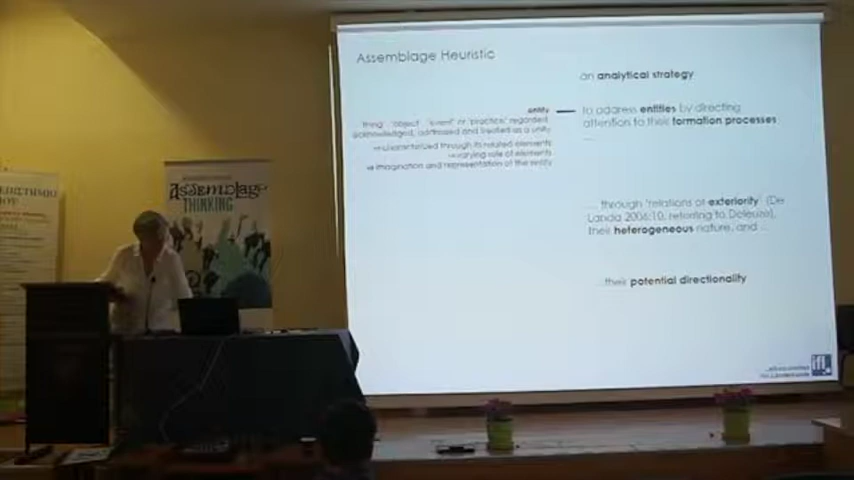 Assemblage Heuristic
an analytical strategy
entity
thing 'object' 'event' or 'practice' regarded,
acknowledged, addressed and treated as a unity
characterized through its related elements
varying role of elements
imagination and representation of the entity
to address entities by directing
attention to their formation processes
...
... through 'relations of exteriority' (De
Landa 2006:10, referring to Deleuze),
their heterogeneous nature, and ...
...their potential directionality
ifl
Assemblage
THINKING